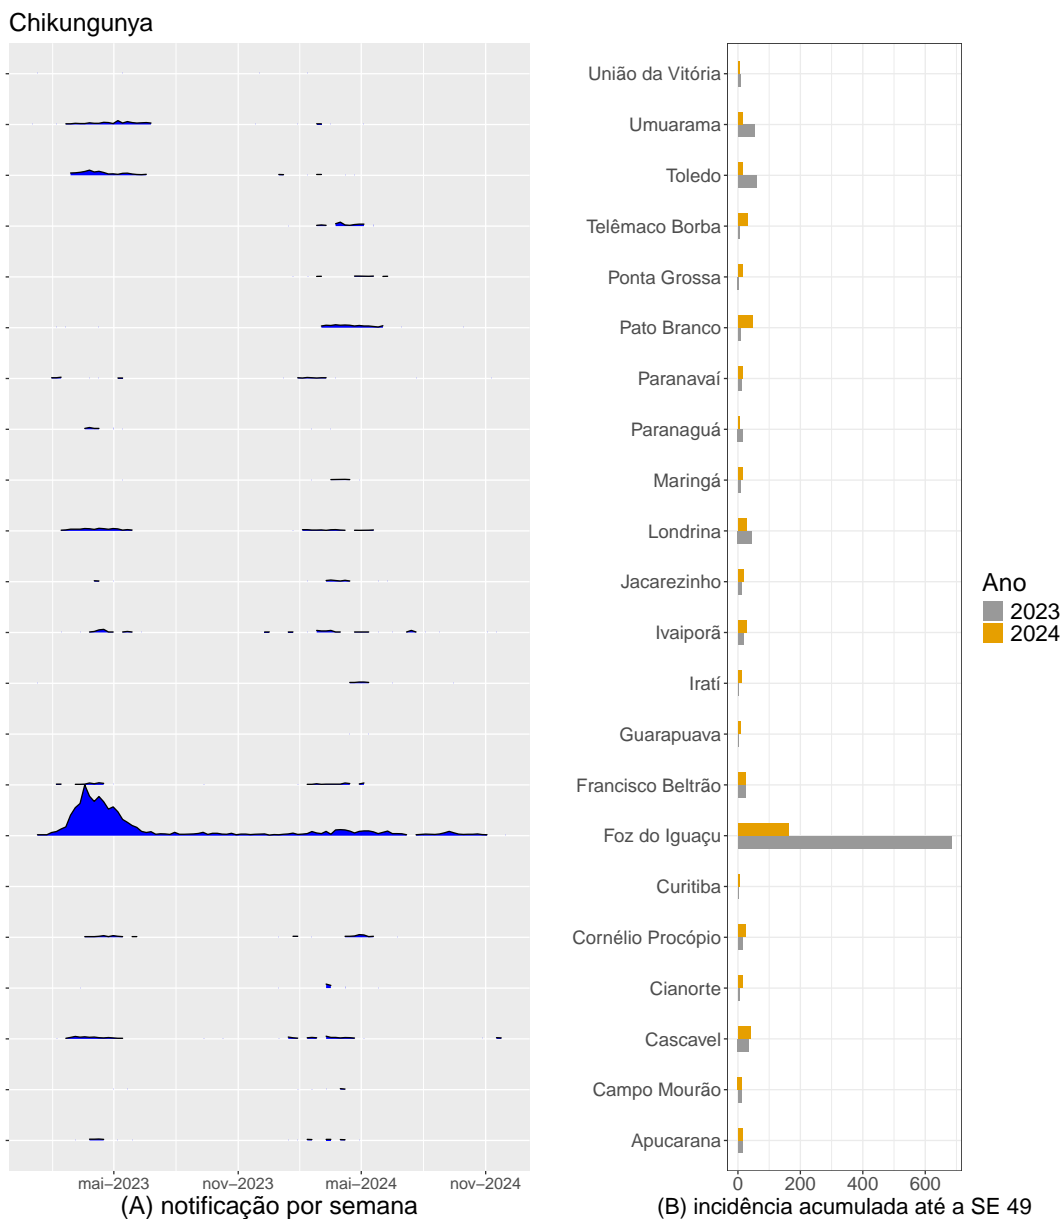 Chikungunya
União da Vitória
Umuarama
Toledo
Telêmaco Borba
Ponta Grossa
Pato Branco
Paranavaí
Paranaguá
Maringá
Londrina
Jacarezinho
Ivaiporã
Iratí
Guarapuava
Francisco Beltrão
Foz do Iguaçu
Curitiba
Cornélio Procópio
Cianorte
Cascavel
Campo Mourão
Apucarana
mai−2023 nov−2023 mai−2024 nov−2024
(A) notificação por semana
0 200 400 600
(B) incidência acumulada até a SE 49
Ano
2023
2024